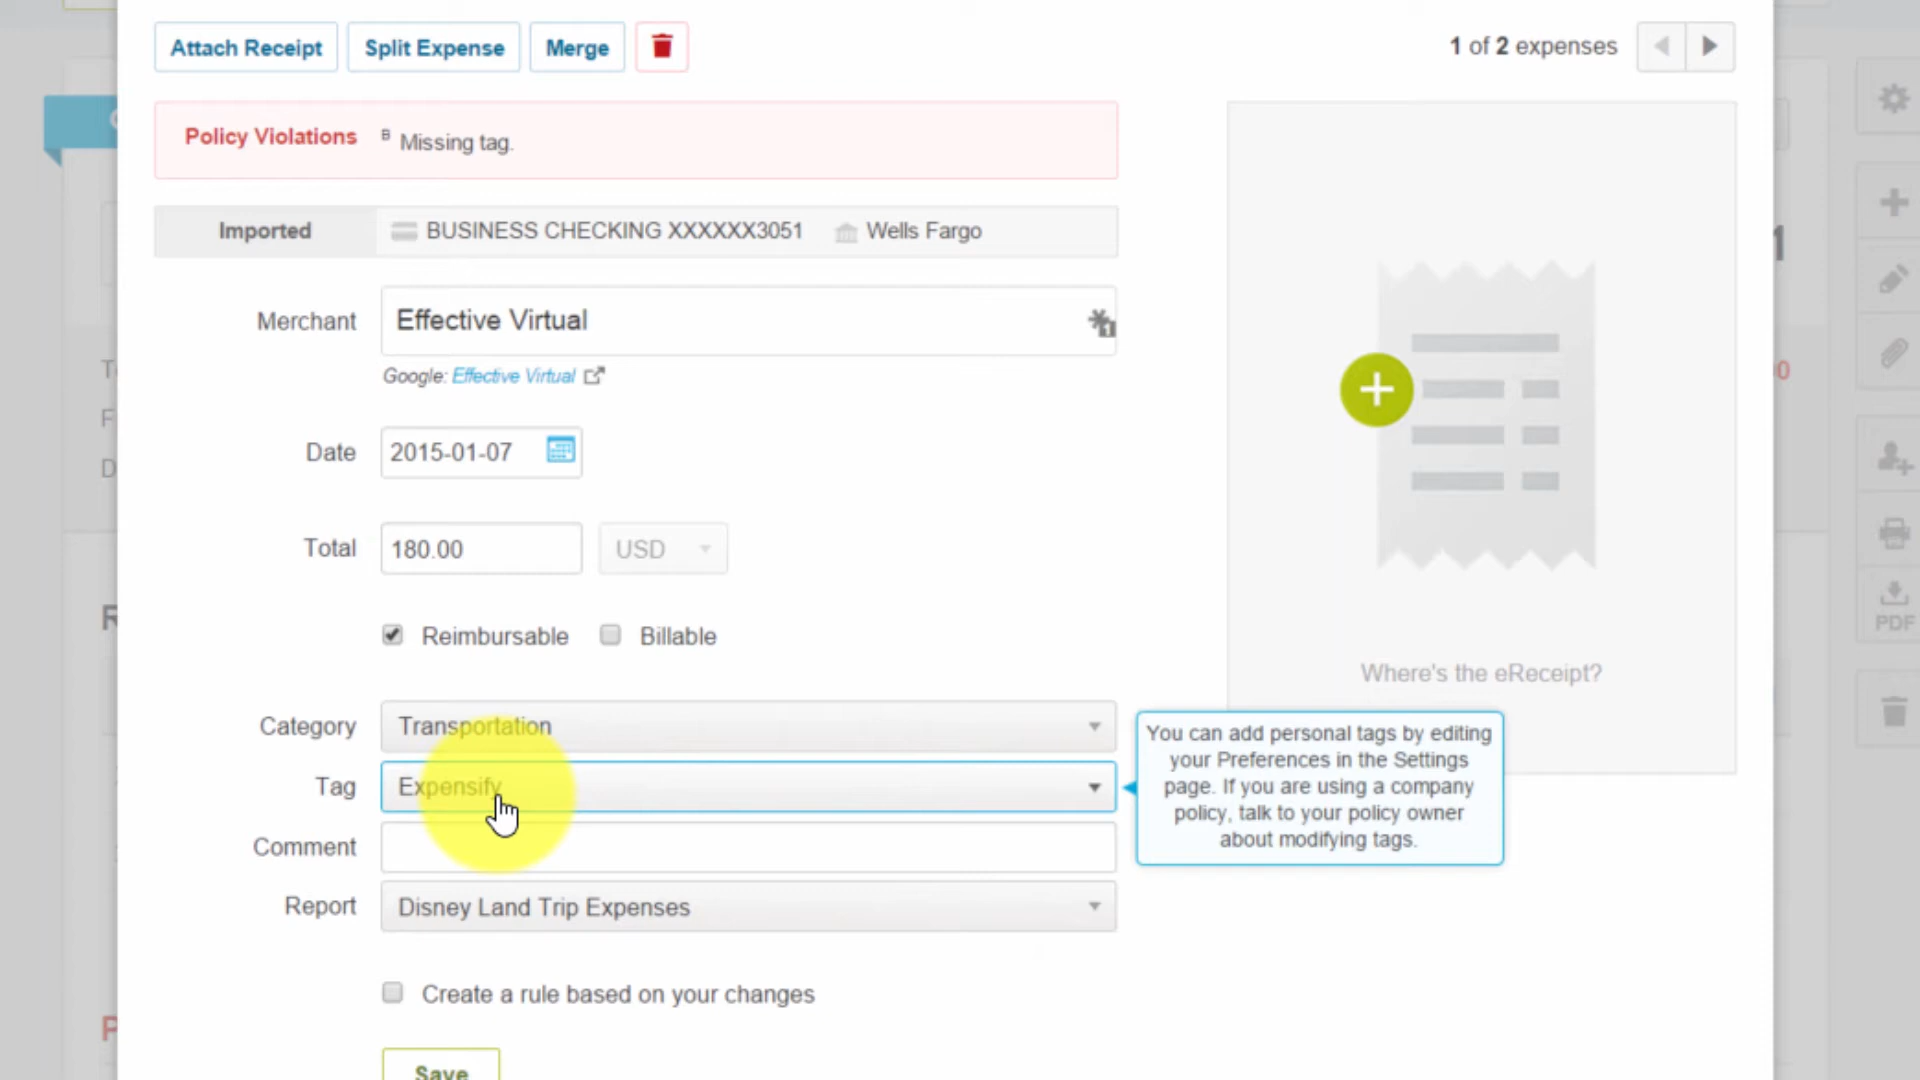 Attach Receipt
Split Expense
Merge
1 of 2 expenses
Policy Violations
B Missing tag.
Imported
BUSINESS CHECKING XXXXXX3051
Wells Fargo
Merchant
Effective Virtual
Google: Effective Virtual
Date
2015-01-07
Total
180.00
USD
Reimbursable
Billable
Where's the eReceipt?
Category
Transportation
Tag
Expensify
You can add personal tags by editing
your Preferences in the Settings
page. If you are using a company
policy, talk to your policy owner
about modifying tags.
Comment
Report
Disney Land Trip Expenses
Create a rule based on your changes
Save
PDF